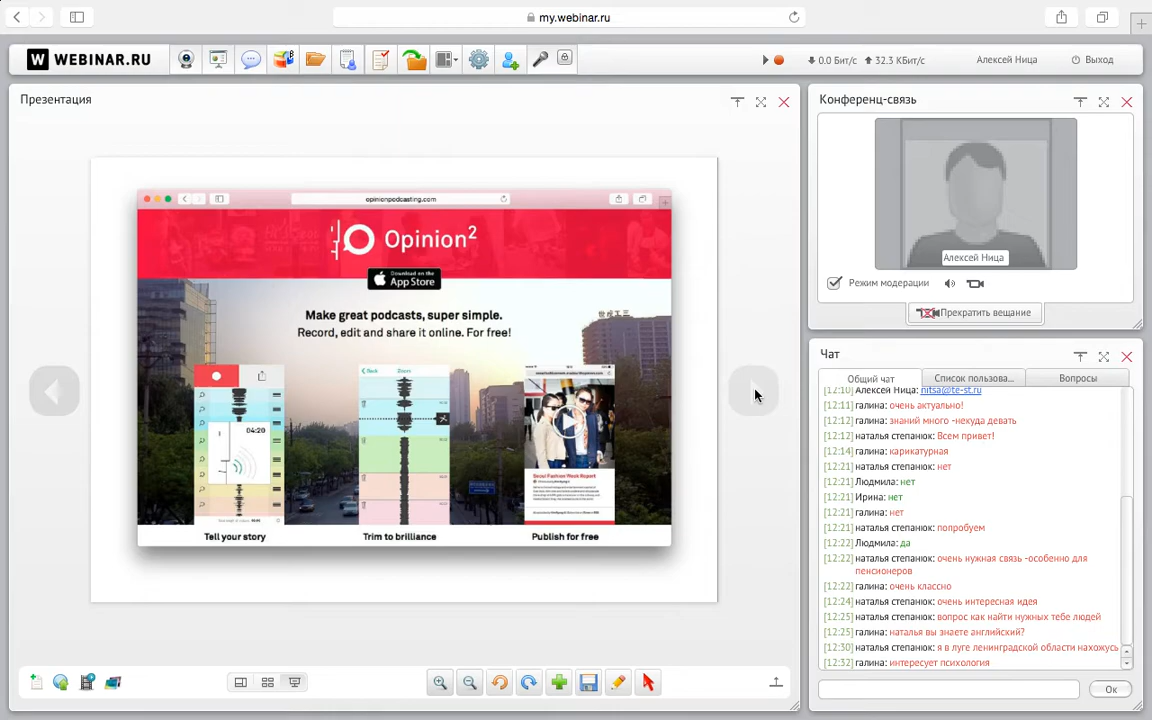 my.webinar.ru
W WEBINAR.RU
0.0 Бит/с 32.3 КБит/с
Алексей Ница
Выход
Презентация
opinionpodcasting.com
Opinion²
Download on the
App Store
Make great podcasts, super simple.
Record, edit and share it online. For free!
Back
04:20
Seoul Fashion Week Report
Tell your story
Trim to brilliance
Publish for free
Конференц-связь
Алексей Ница
Режим модерации
Прекратить вещание
Чат
Общий чат
Список пользова...
Вопросы
[12:10] Алексей Ница: nitsa@te-st.ru
[12:11] галина: очень актуально!
[12:12] галина: знаний много -некуда девать
[12:12] наталья степанюк: Всем привет!
[12:14] галина: карикатурная
[12:21] наталья степанюк: нет
[12:21] Людмила: нет
[12:21] Ирина: нет
[12:21] галина: нет
[12:21] наталья степанюк: попробуем
[12:22] Людмила: да
[12:22] наталья степанюк: очень нужная связь -особенно для
пенсионеров
[12:22] галина: очень классно
[12:24] наталья степанюк: очень интересная идея
[12:25] наталья степанюк: вопрос как найти нужных тебе людей
[12:25] галина: наталья вы знаете английский?
[12:30] наталья степанюк: я в луге ленинградской области нахожусь
[12:32] галина: интересует психология
Ок